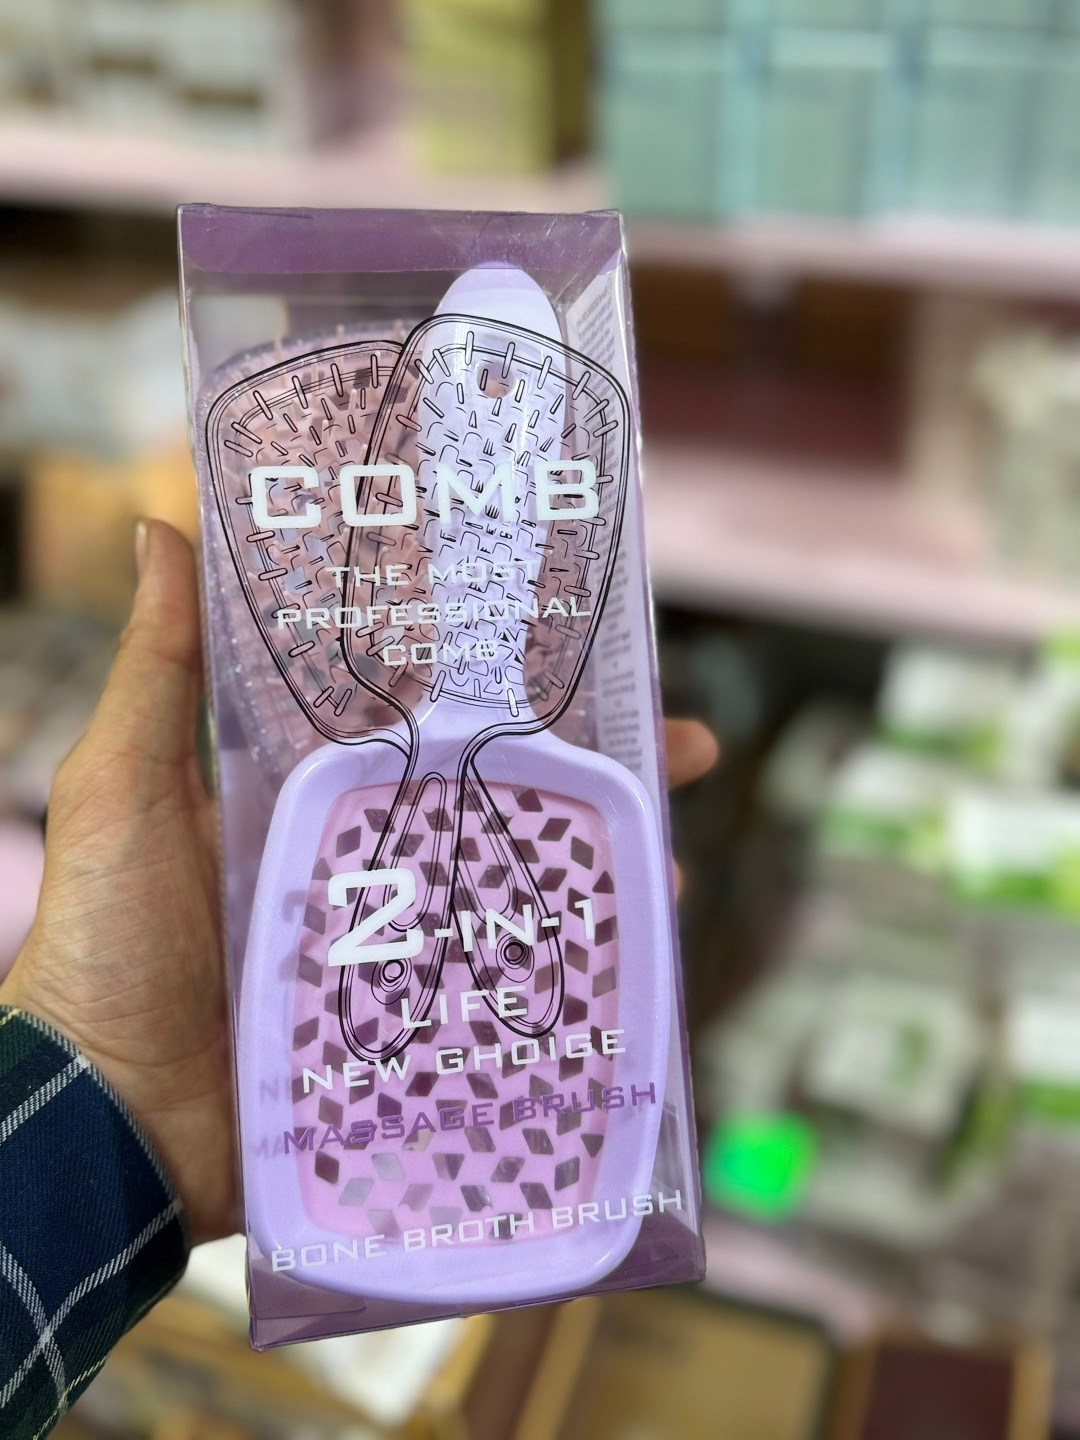 COMB
THE MOST
PROFESSIONAL
COMB
2-IN-1
LIFE
NEW GHOIGE
MASSAGE BRUSH
BONE BROTH BRUSH